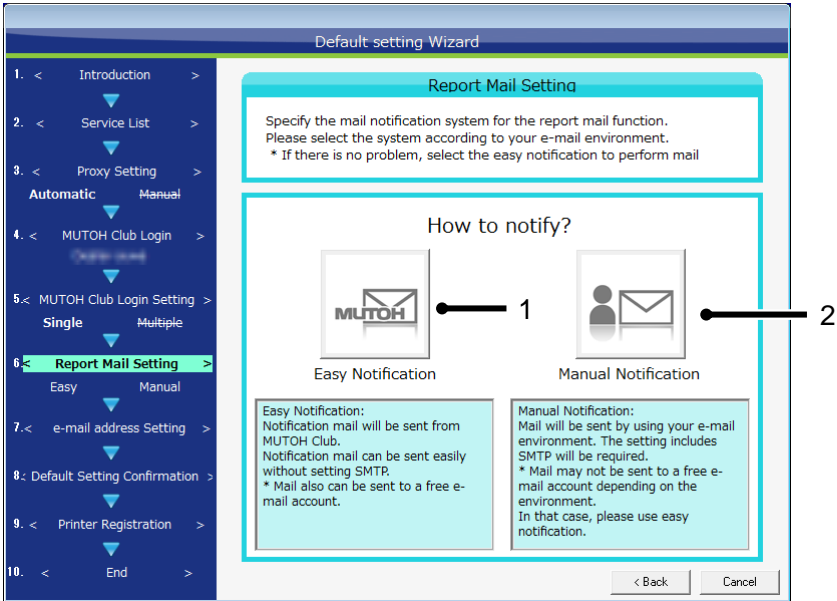 Default setting Wizard
1. < Introduction >
2. < Service List >
3. < Proxy Setting >
Automatic Manual
4. < MUTOH Club Login >
5.< MUTOH Club Login Setting >
Single Multiple
6.< Report Mail Setting >
Easy Manual
7.< e-mail address Setting >
8.< Default Setting Confirmation >
9. < Printer Registration >
10. < End >
Report Mail Setting
Specify the mail notification system for the report mail function.
Please select the system according to your e-mail environment.
* If there is no problem, select the easy notification to perform mail
How to notify?
MUTOH
1
2
Easy Notification
Manual Notification
Easy Notification:
Notification mail will be sent from
MUTOH Club.
Notification mail can be sent easily
without setting SMTP.
* Mail also can be sent to a free e-
mail account.
Manual Notification:
Mail will be sent by using your e-mail
environment. The setting includes
SMTP will be required.
* Mail may not be sent to a free e-
mail account depending on the
environment.
In that case, please use easy
notification.
< Back
Cancel